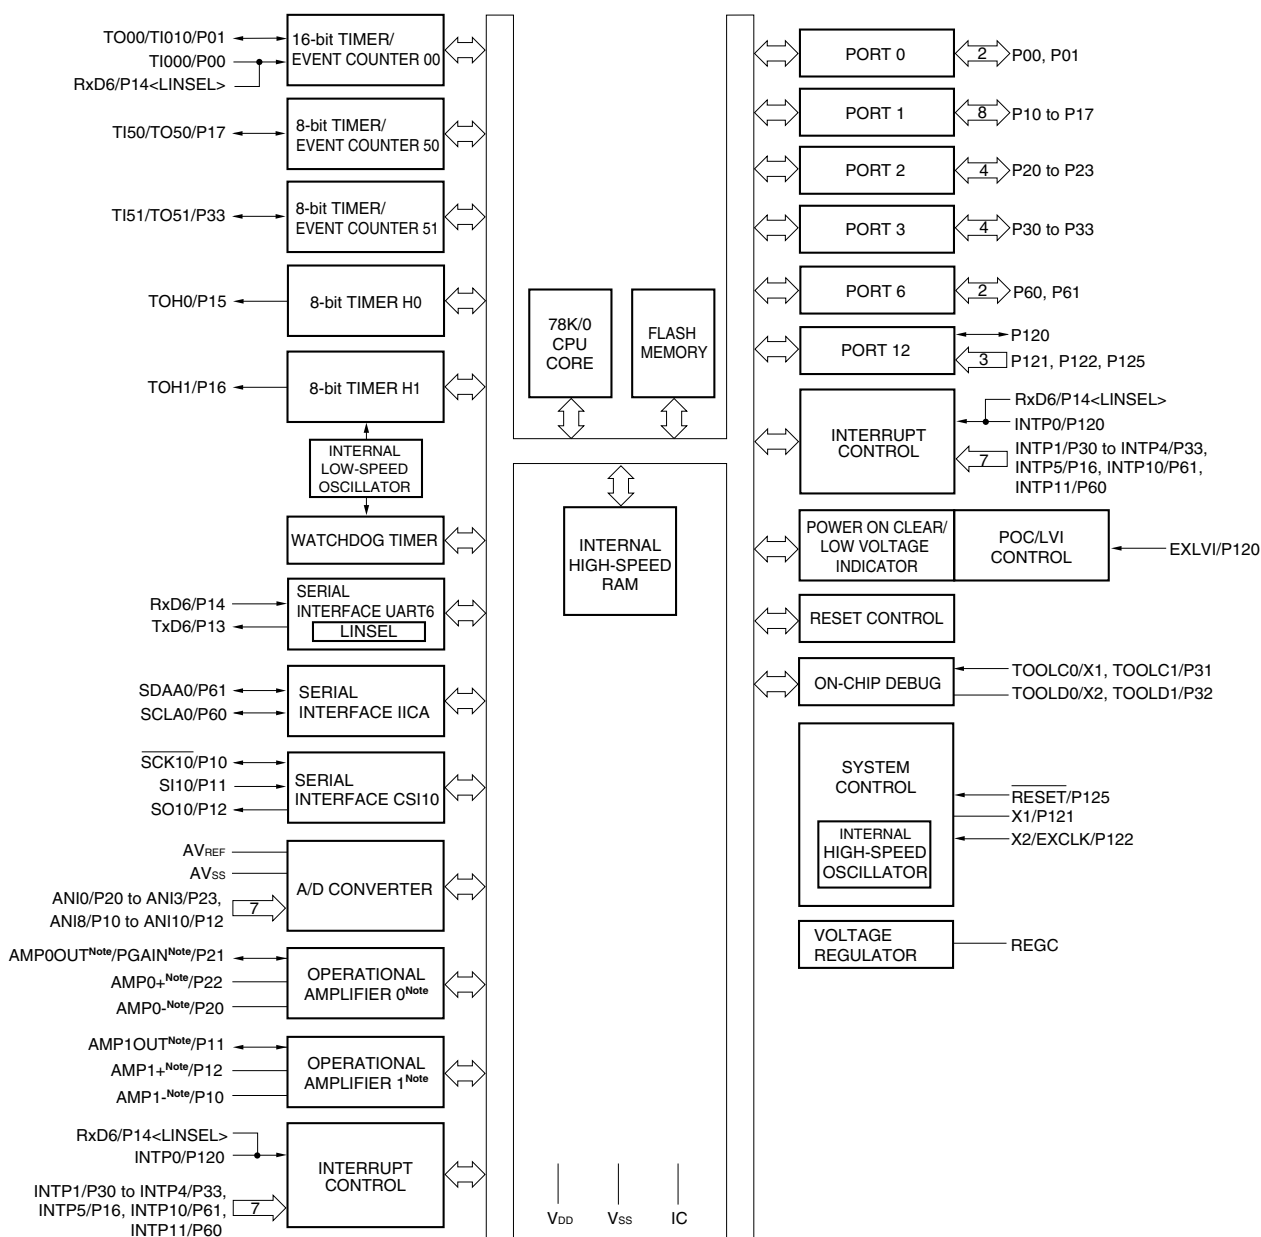 TO00/TI010/P01
TI000/P00
RxD6/P14<LINSEL>
16-bit TIMER/
EVENT COUNTER 00
TI50/TO50/P17
8-bit TIMER/
EVENT COUNTER 50
TI51/TO51/P33
8-bit TIMER/
EVENT COUNTER 51
TOH0/P15
8-bit TIMER H0
TOH1/P16
8-bit TIMER H1
INTERNAL
LOW-SPEED
OSCILLATOR
WATCHDOG TIMER
RxD6/P14
TxD6/P13
SERIAL
INTERFACE UART6
LINSEL
SDAA0/P61
SCLA0/P60
SERIAL
INTERFACE IICA
SCK10/P10
SI10/P11
SO10/P12
SERIAL
INTERFACE CSI10
AVREF
AVSS
ANI0/P20 to ANI3/P23,
ANI8/P10 to ANI10/P12
7
A/D CONVERTER
AMP0OUTNote/PGAINNote/P21
AMP0+Note/P22
AMP0-Note/P20
OPERATIONAL
AMPLIFIER 0Note
AMP1OUTNote/P11
AMP1+Note/P12
AMP1-Note/P10
OPERATIONAL
AMPLIFIER 1Note
RxD6/P14<LINSEL>
INTP0/P120
INTP1/P30 to INTP4/P33,
INTP5/P16, INTP10/P61,
INTP11/P60
7
INTERRUPT
CONTROL
78K/0
CPU
CORE
FLASH
MEMORY
INTERNAL
HIGH-SPEED
RAM
VDD
VSS
IC
PORT 0
2
P00, P01
PORT 1
8
P10 to P17
PORT 2
4
P20 to P23
PORT 3
4
P30 to P33
PORT 6
2
P60, P61
PORT 12
P120
3
P121, P122, P125
INTERRUPT
CONTROL
RxD6/P14<LINSEL>
INTP0/P120
7
INTP1/P30 to INTP4/P33,
INTP5/P16, INTP10/P61,
INTP11/P60
POWER ON CLEAR/
LOW VOLTAGE
INDICATOR
POC/LVI
CONTROL
EXLVI/P120
RESET CONTROL
ON-CHIP DEBUG
TOOLC0/X1, TOOLC1/P31
TOOLD0/X2, TOOLD1/P32
SYSTEM
CONTROL
INTERNAL
HIGH-SPEED
OSCILLATOR
RESET/P125
X1/P121
X2/EXCLK/P122
VOLTAGE
REGULATOR
REGC